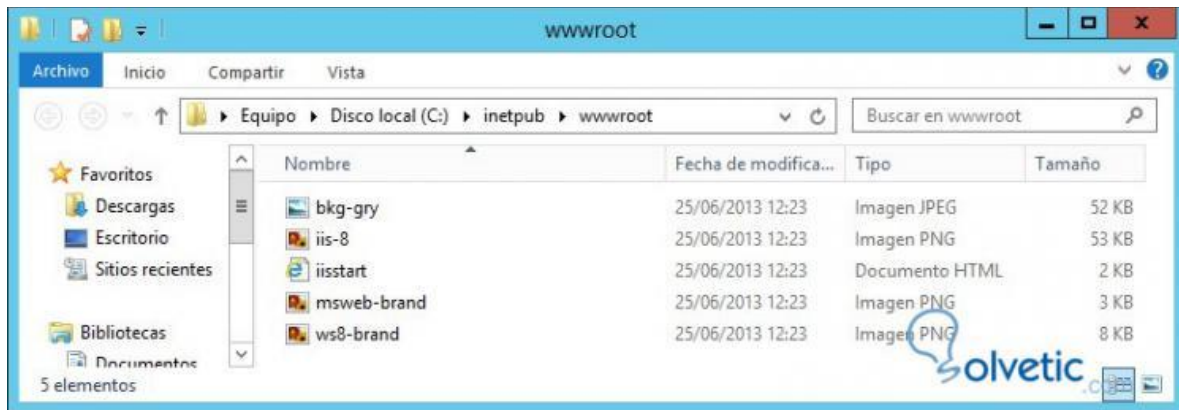 wwwroot
Archivo Inicio Compartir Vista
Equipo Disco local (C:) inetpub wwwroot Buscar en wwwroot
Favoritos
Descargas
Escritorio
Sitios recientes
Bibliotecas
Documentos
Nombre Fecha de modifica... Tipo Tamaño
bkg-gry 25/06/2013 12:23 Imagen JPEG 52 KB
iis-8 25/06/2013 12:23 Imagen PNG 53 KB
iisstart 25/06/2013 12:23 Documento HTML 2 KB
msweb-brand 25/06/2013 12:23 Imagen PNG 3 KB
ws8-brand 25/06/2013 12:23 Imagen PNG 8 KB
5 elementos
Solvetic